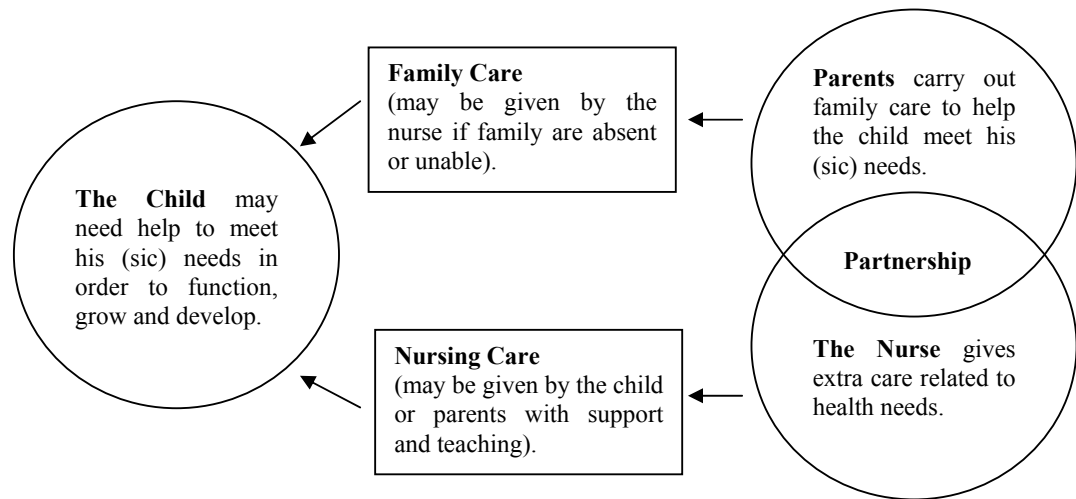 Family Care
(may be given by the
nurse if family are absent
or unable).
Parents carry out
family care to help
the child meet his
(sic) needs.
The Child may
need help to meet
his (sic) needs in
order to function,
grow and develop.
Partnership
Nursing Care
(may be given by the child
or parents with support
and teaching).
The Nurse gives
extra care related to
health needs.